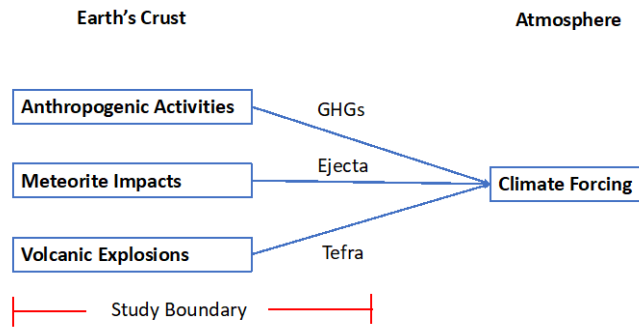 Earth's Crust
Atmosphere
Anthropogenic Activities
GHGs
Meteorite Impacts
Ejecta
Climate Forcing
Volcanic Explosions
Tefra
Study Boundary